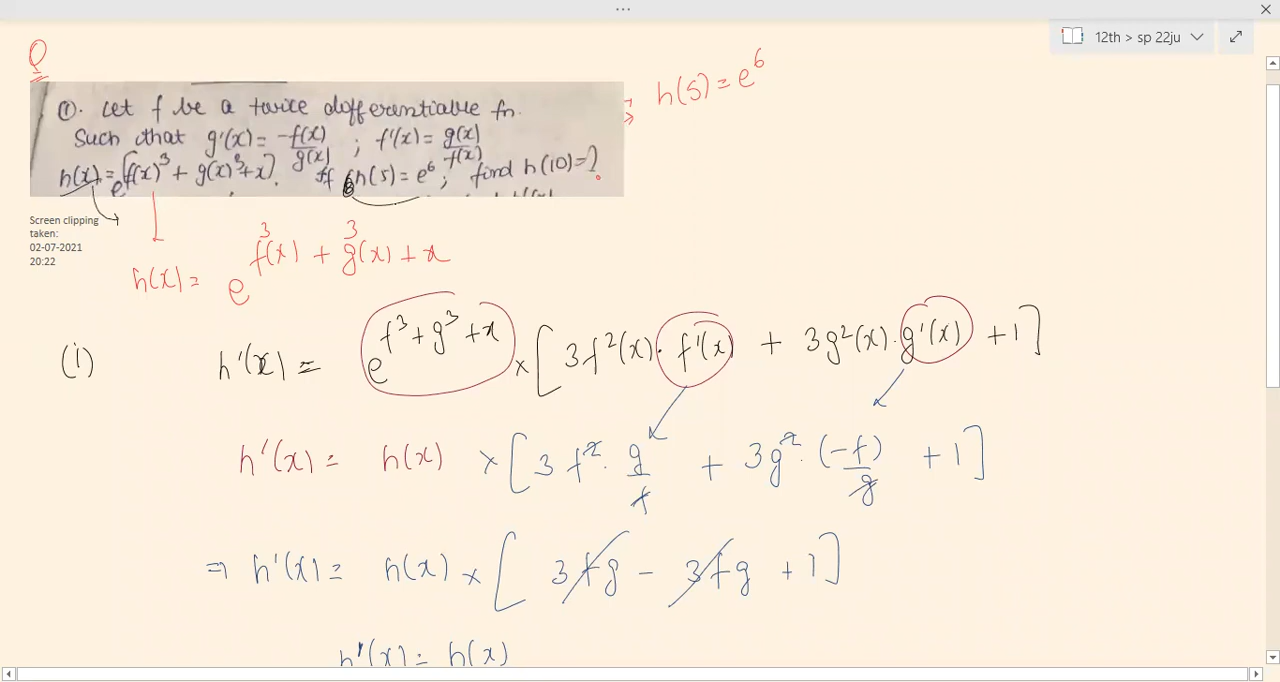 12th > sp 22ju
Q
h(5) = e^6
①. Let f be a twice differentiable fn.
Such that g'(x) = -f(x)/g(x) ; f'(x) = g(x)/f(x)
h(x) = e^[f(x)^3 + g(x)^3 + x]. If h(5) = e^6 ; find h(10) = ?
Screen clipping
taken:
02-07-2021
20:22
h(x) = e^(f^3(x) + g^3(x) + x)
(i) h'(x) = e^(f^3 + g^3 + x) × [3f^2(x). f'(x) + 3g^2(x). g'(x) + 1]
h'(x) = h(x) × [3 f^2. g/f + 3g^2. (-f)/g + 1]
⇒ h'(x) = h(x) × [3fg - 3fg + 1]
h'(x) = h(x)